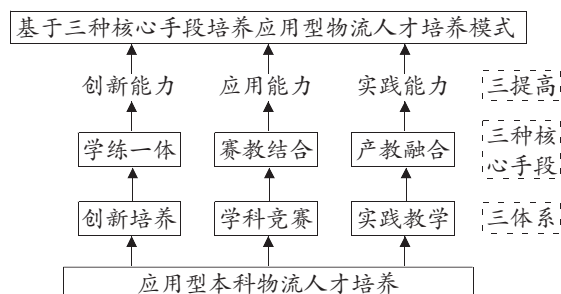 基于三种核心手段培养应用型物流人才培养模式
创新能力 应用能力 实践能力 三提高
学练一体 赛教结合 产教融合 三种核心手段
创新培养 学科竞赛 实践教学 三体系
应用型本科物流人才培养